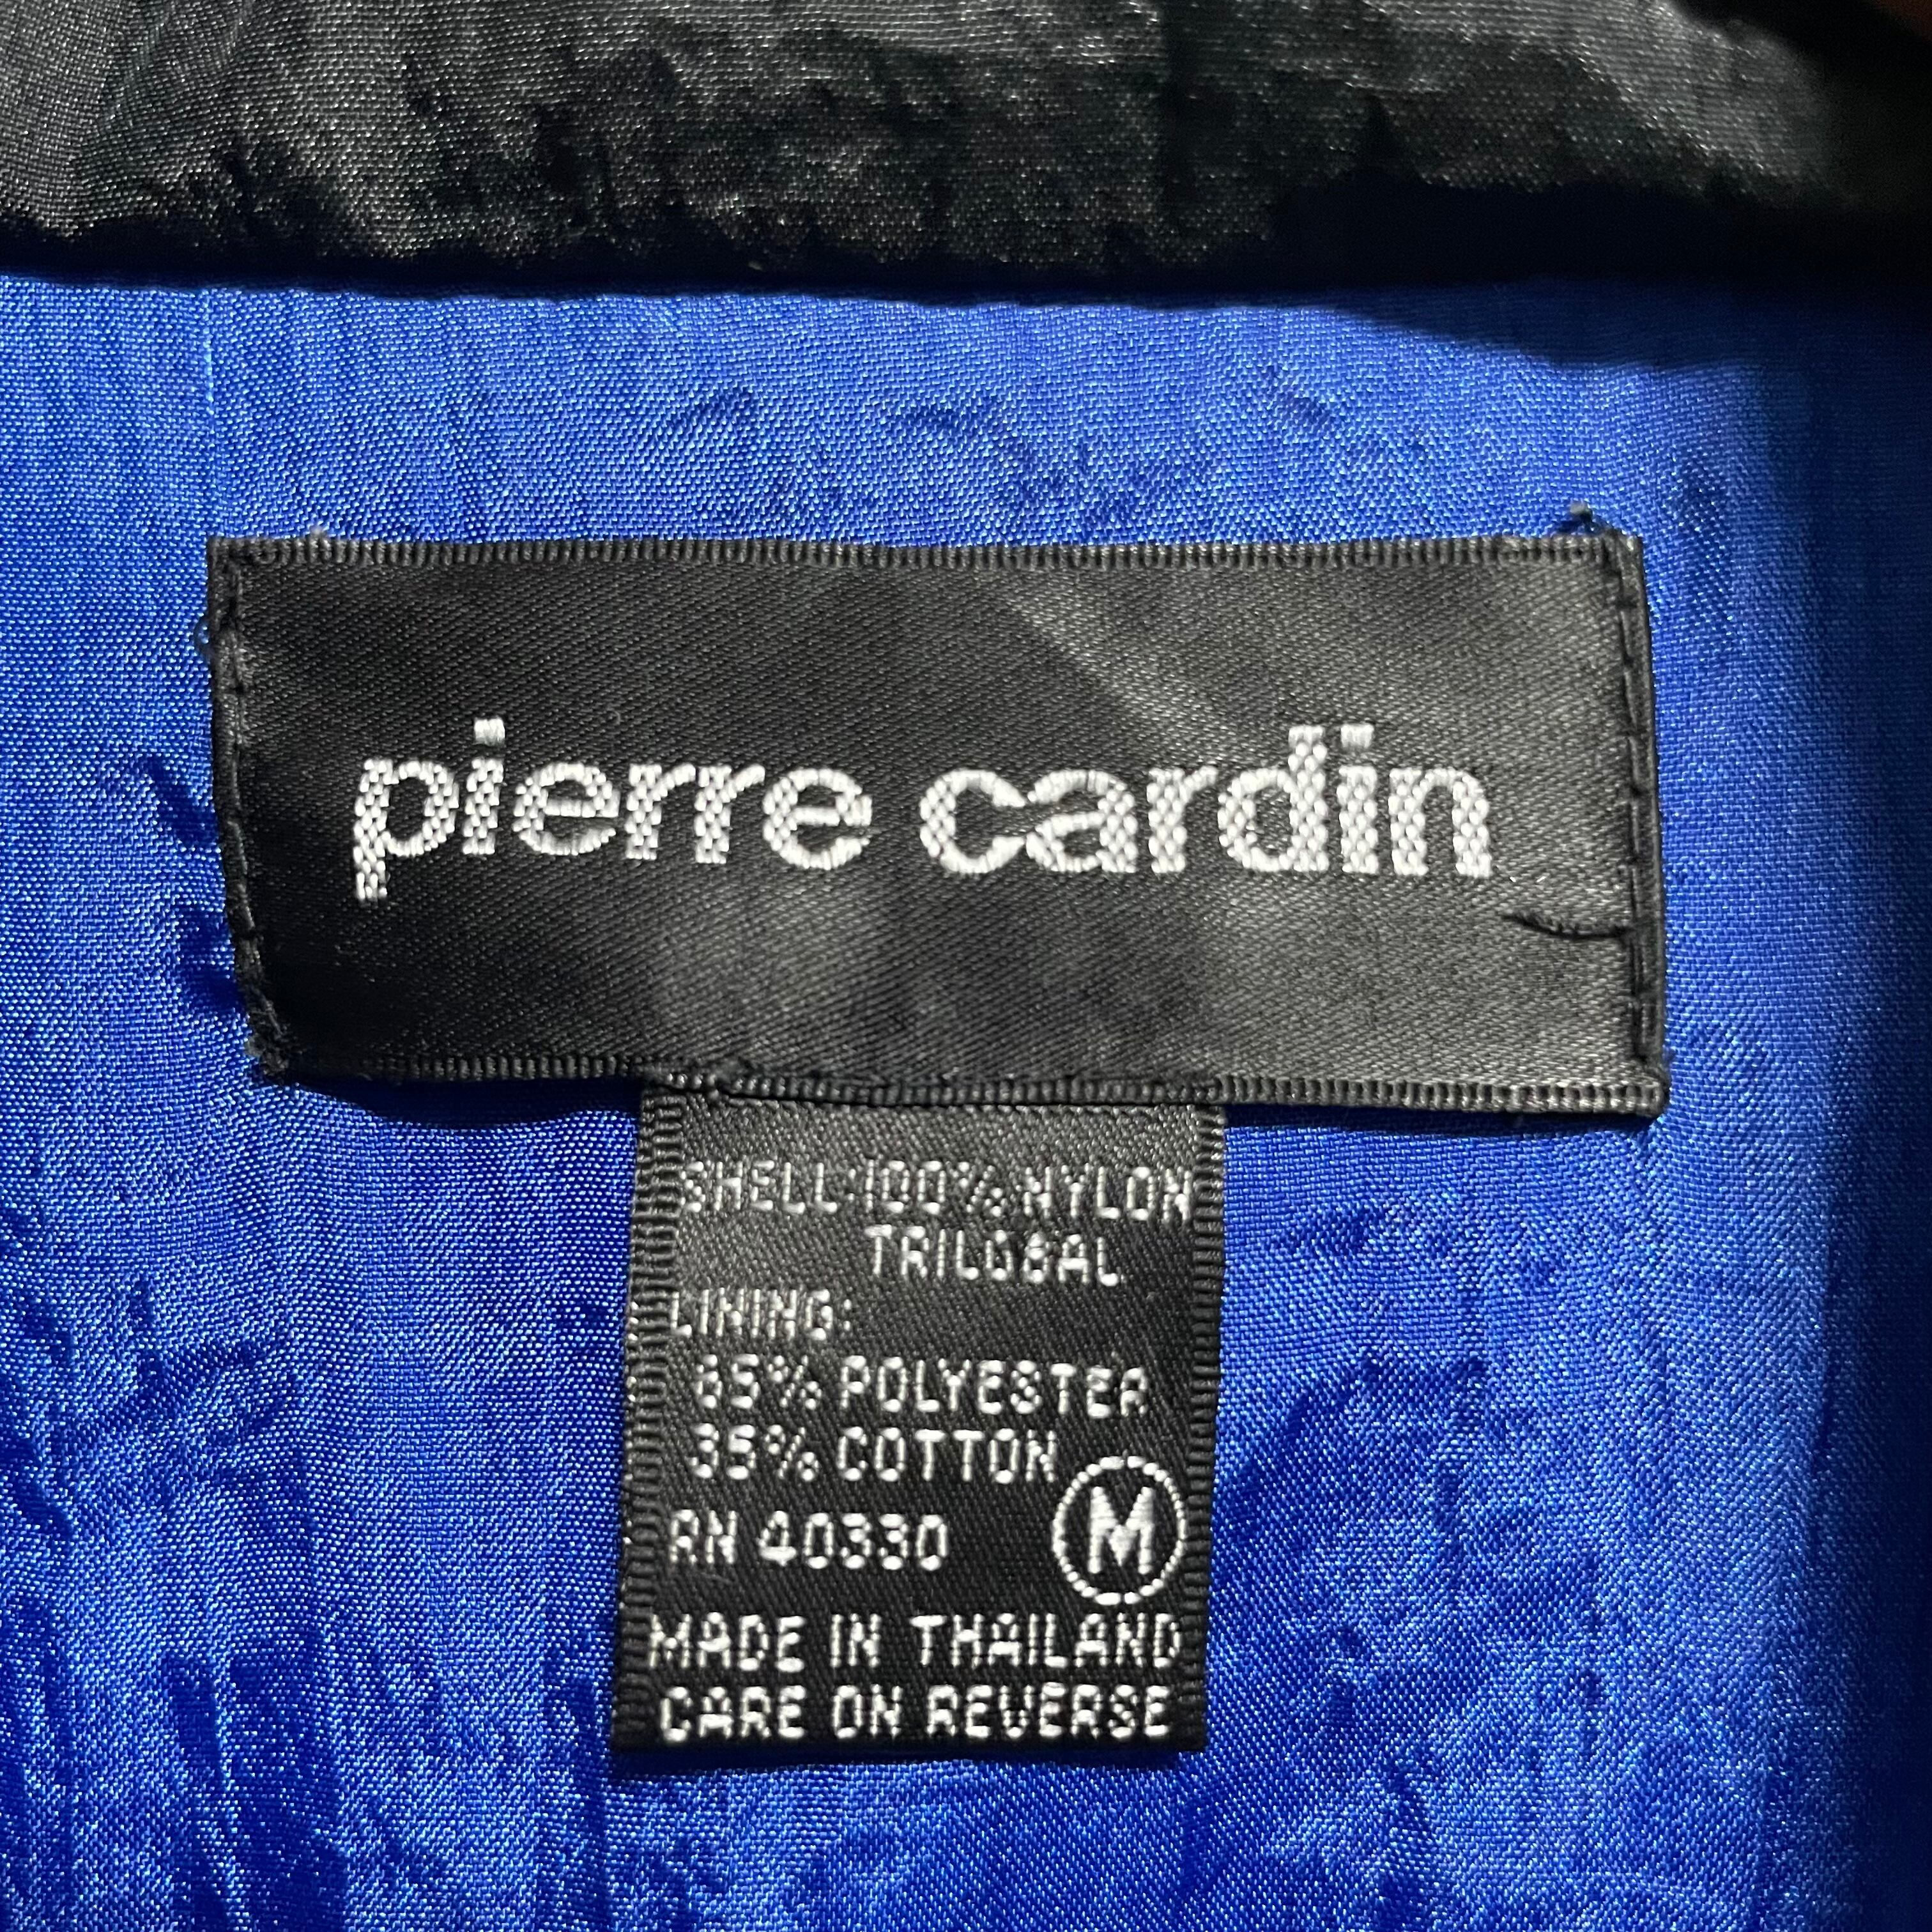 pierre cardin
SHELL:100% NYLON
TRILOBAL
LINING:
65% POLYESTER
35% COTTON
RN 40330 M
MADE IN THAILAND
CARE ON REVERSE